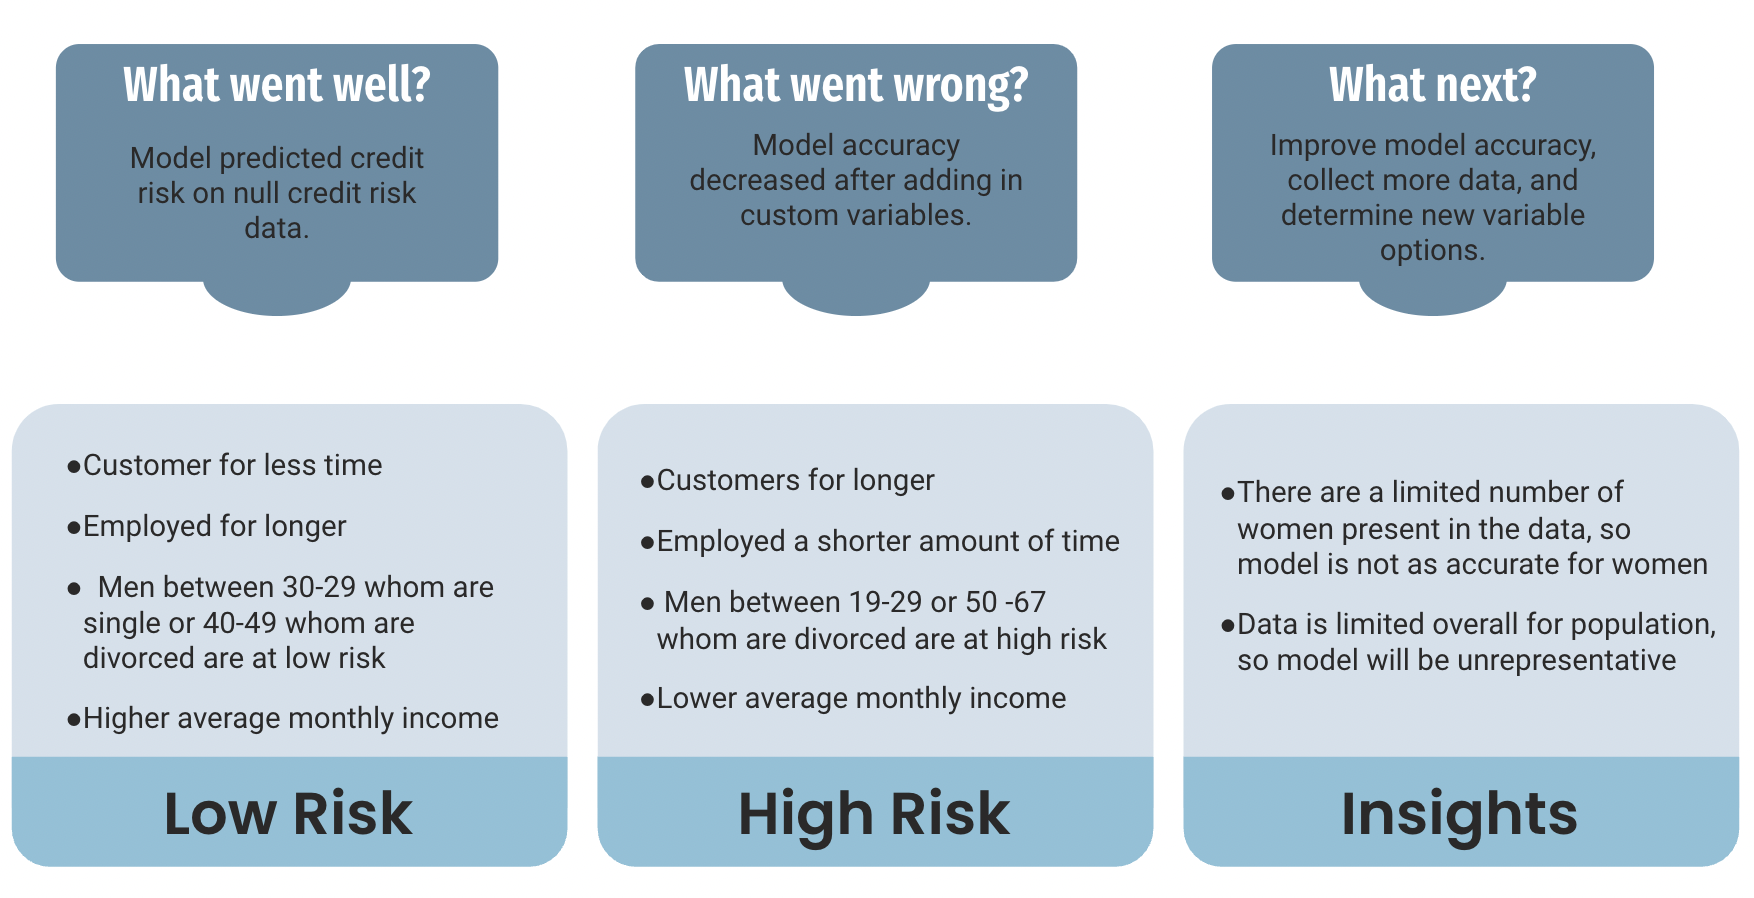 What went well?
Model predicted credit
risk on null credit risk
data.
What went wrong?
Model accuracy
decreased after adding in
custom variables.
What next?
Improve model accuracy,
collect more data, and
determine new variable
options.
●Customer for less time
●Employed for longer
● Men between 30-29 whom are
single or 40-49 whom are
divorced are at low risk
●Higher average monthly income
Low Risk
●Customers for longer
●Employed a shorter amount of time
● Men between 19-29 or 50 -67
whom are divorced are at high risk
●Lower average monthly income
High Risk
●There are a limited number of
women present in the data, so
model is not as accurate for women
●Data is limited overall for population,
so model will be unrepresentative
Insights